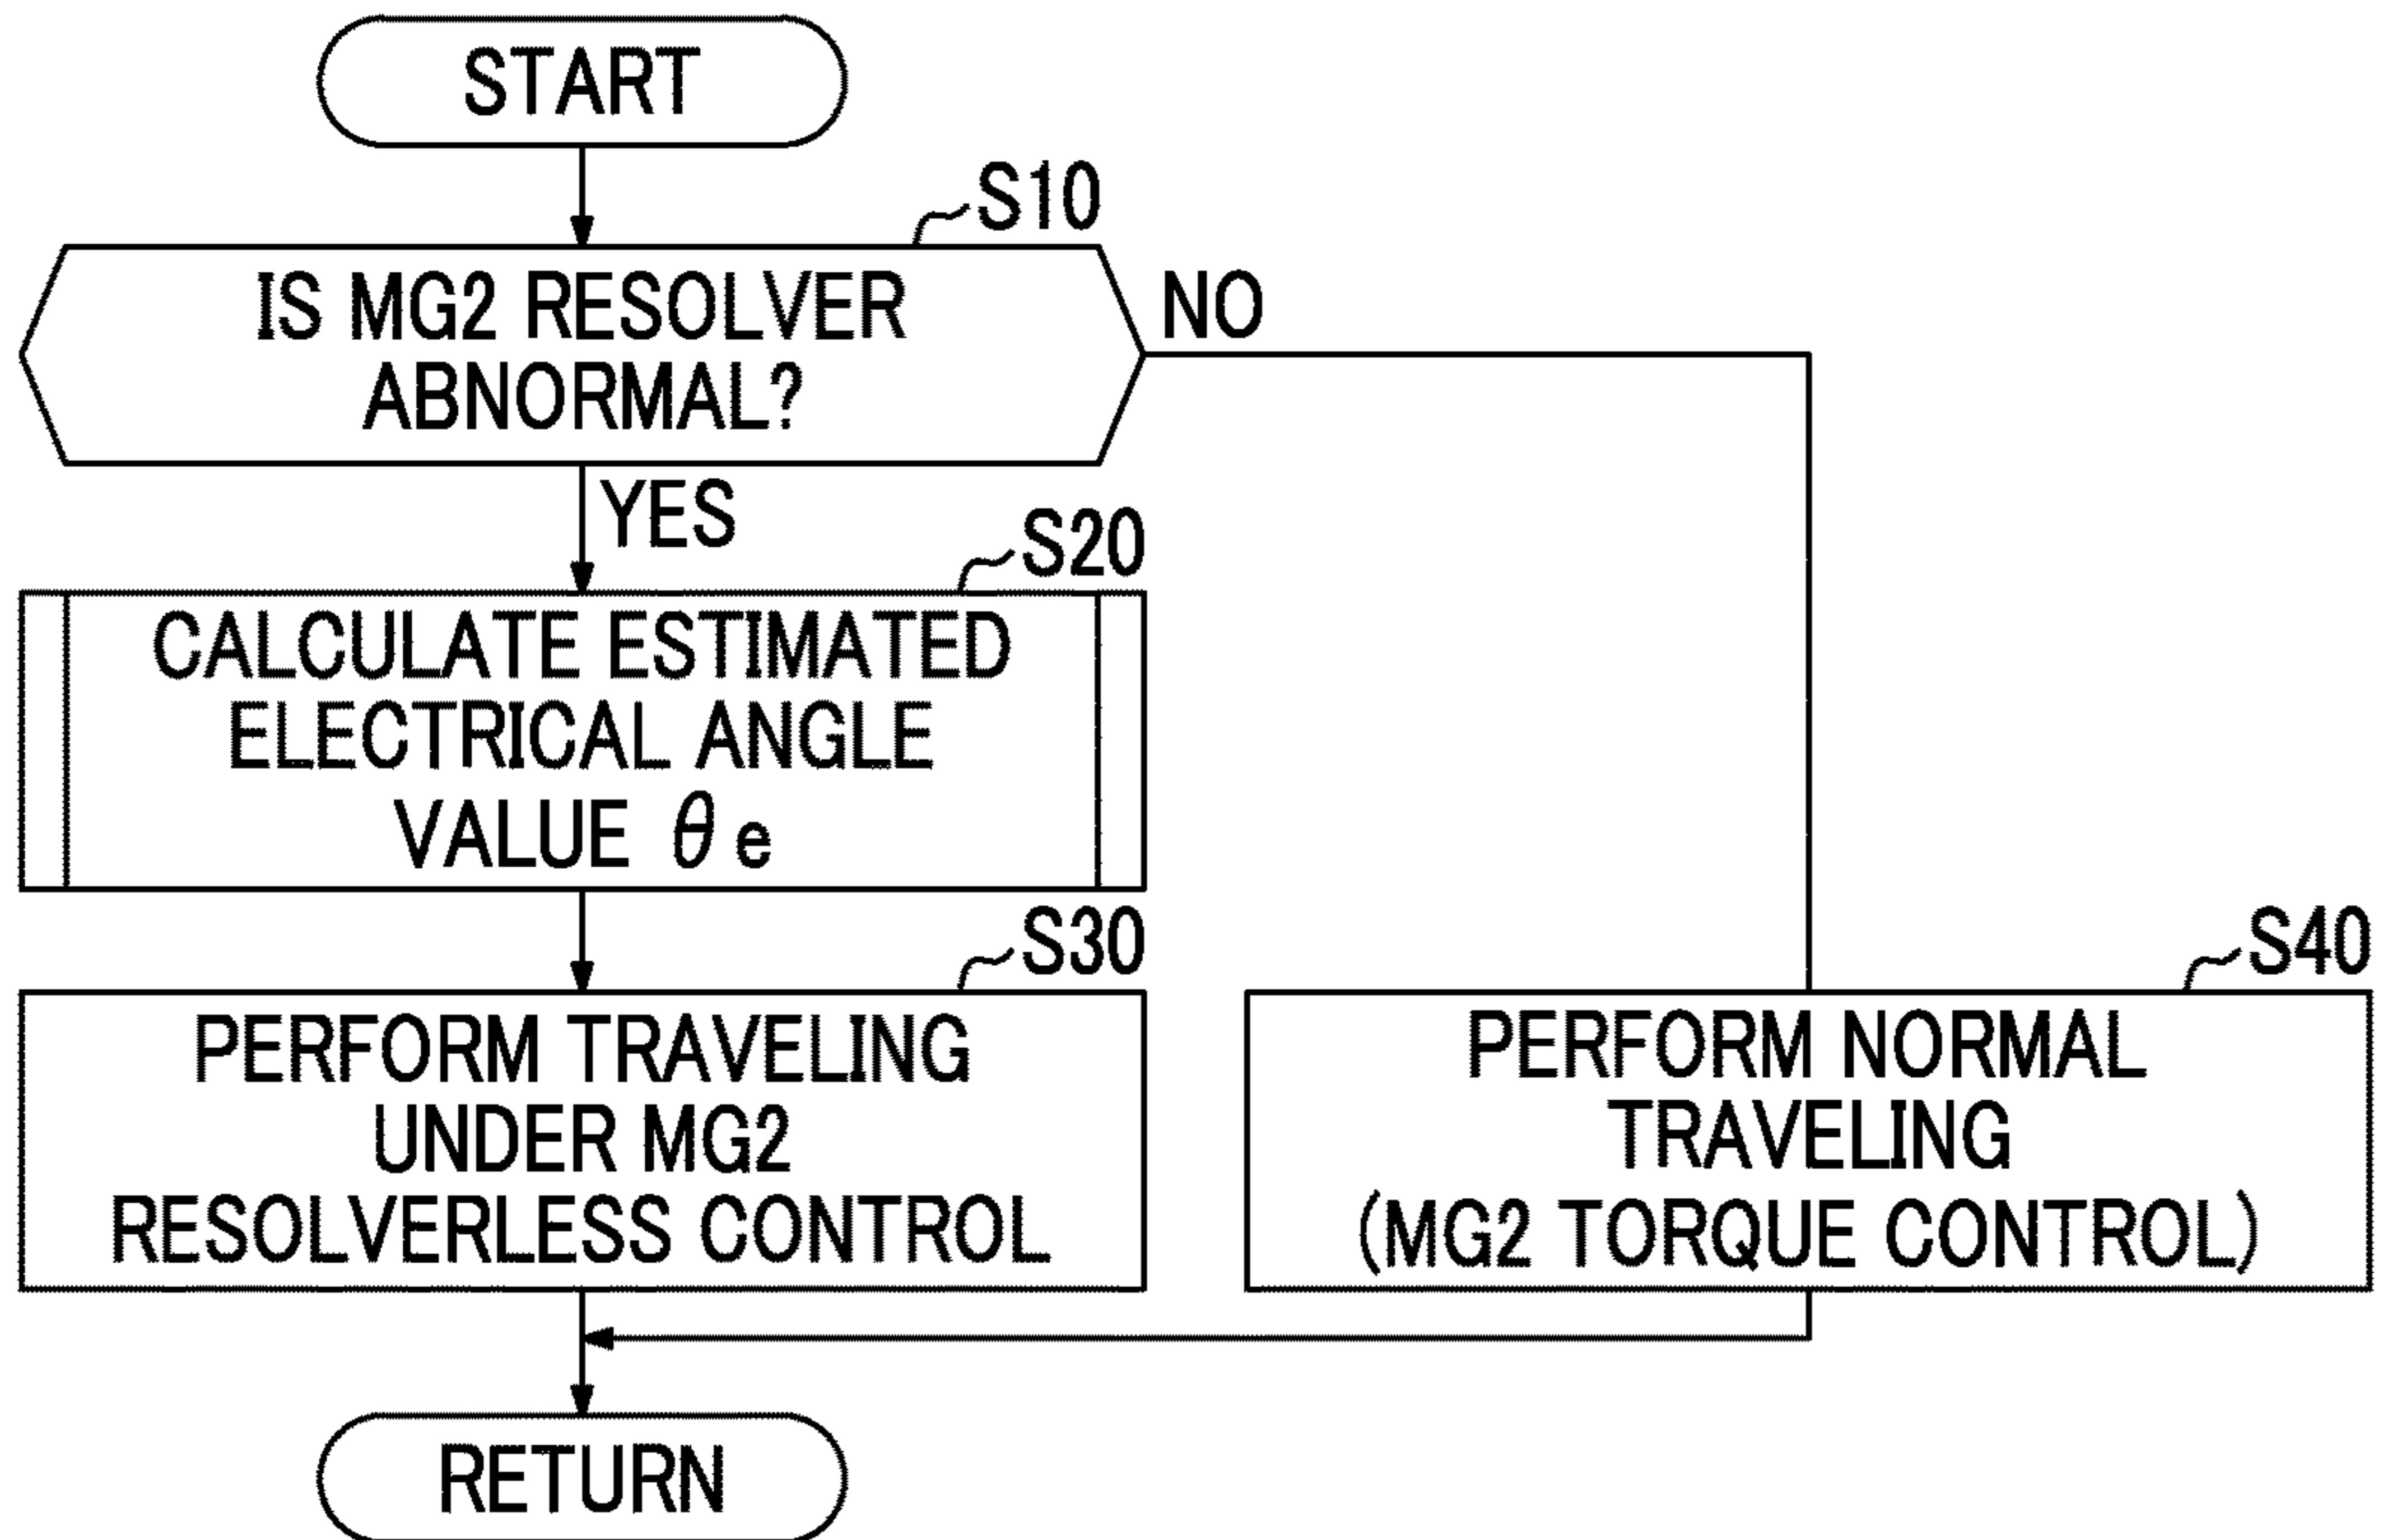 START
S10
IS MG2 RESOLVER
ABNORMAL?
NO
YES
S20
CALCULATE ESTIMATED
ELECTRICAL ANGLE
VALUE θe
S30
PERFORM TRAVELING
UNDER MG2
RESOLVERLESS CONTROL
S40
PERFORM NORMAL
TRAVELING
(MG2 TORQUE CONTROL)
RETURN